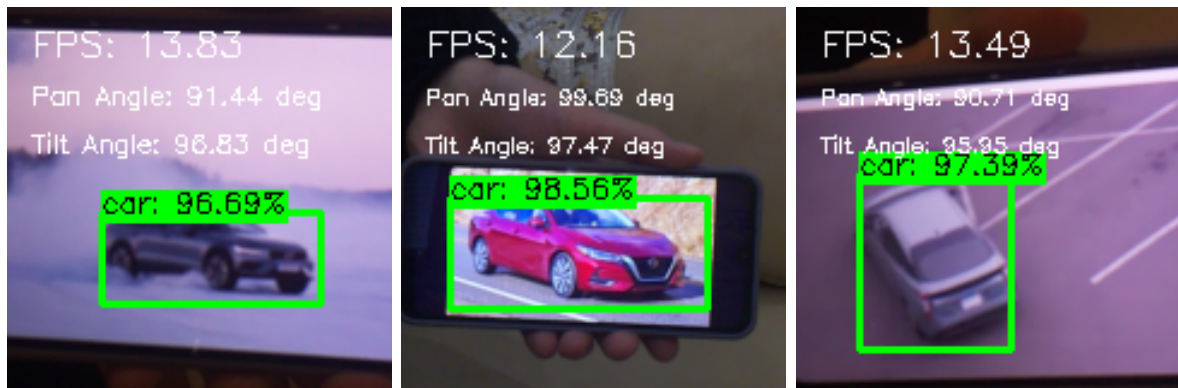 FPS: 13.83
Pan Angle: 91.44 deg
Tilt Angle: 96.83 deg
car: 96.69%
FPS: 12.16
Pan Angle: 99.69 deg
Tilt Angle: 97.47 deg
car: 98.56%
FPS: 13.49
Pan Angle: 90.71 deg
Tilt Angle: 95.95 deg
car: 97.39%